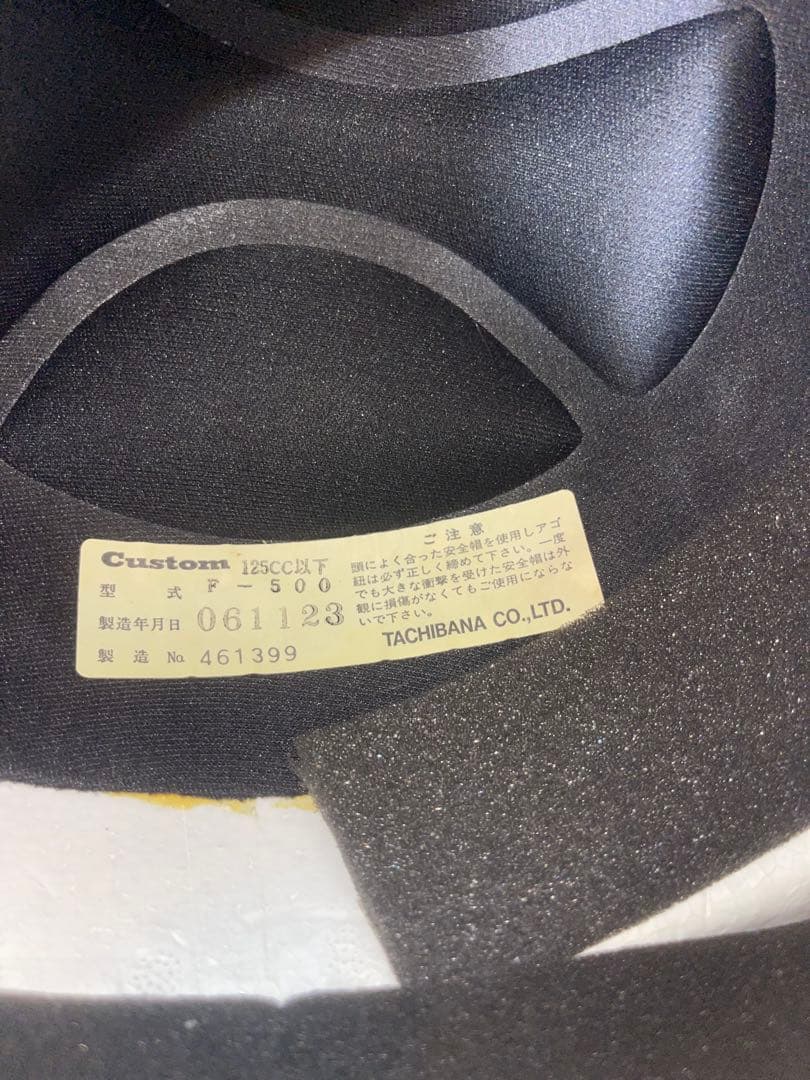 Custom 125CC以下
型 式 F-500
製造年月日 061123
製造 No. 461399
ご注意
頭によく合った安全帽を使用しアゴ
紐は必ず正しく締めて下さい。一度
でも大きな衝撃を受けた安全帽は外
観に損傷がなくてもご使用にならな
いで下さい。
TACHIBANA CO.,LTD.